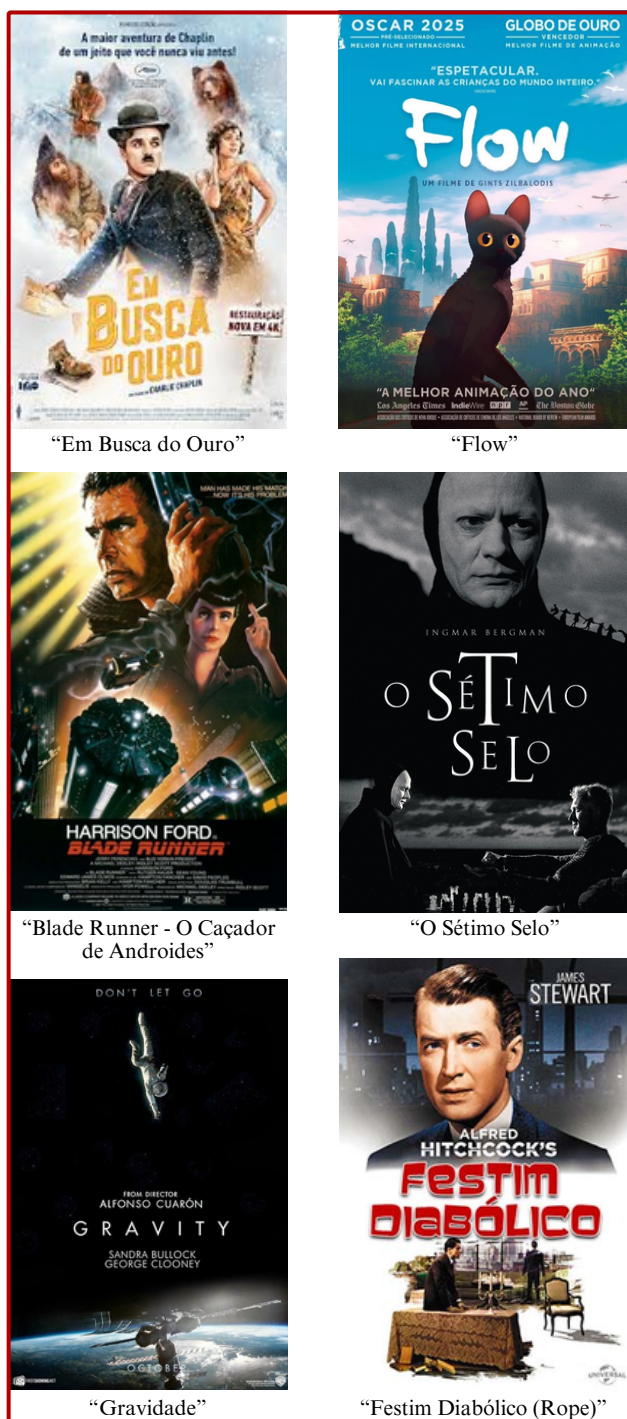 A maior aventura de Chaplin
de um jeito que você nunca viu antes!
EM
BUSCA
DO OURO
RESTAURAÇÃO
NOVA EM 4K
UM FILME DE CHARLIE CHAPLIN
“Em Busca do Ouro”
OSCAR 2025
PRÉ-SELECIONADO
MELHOR FILME INTERNACIONAL
GLOBO DE OURO
VENCEDOR
MELHOR FILME DE ANIMAÇÃO
“ESPETACULAR.
VAI FASCINAR AS CRIANÇAS DO MUNDO INTEIRO.”
Flow
UM FILME DE GINTS ZILBALODIS
“A MELHOR ANIMAÇÃO DO ANO”
Los Angeles Times IndieWire npr AP The Boston Globe
“Flow”
MAN HAS MADE HIS MATCH
...NOW IT'S HIS PROBLEM
HARRISON FORD IS
BLADE RUNNER
“Blade Runner - O Caçador
de Androides”
INGMAR BERGMAN
O SÉTIMO
SELO
“O Sétimo Selo”
DON'T LET GO
FROM DIRECTOR
ALFONSO CUARÓN
GRAVITY
SANDRA BULLOCK
GEORGE CLOONEY
OCTOBER
“Gravidade”
JAMES
STEWART
ALFRED
HITCHCOCK'S
FESTIM
DIABÓLICO
UNIVERSAL
“Festim Diabólico (Rope)”